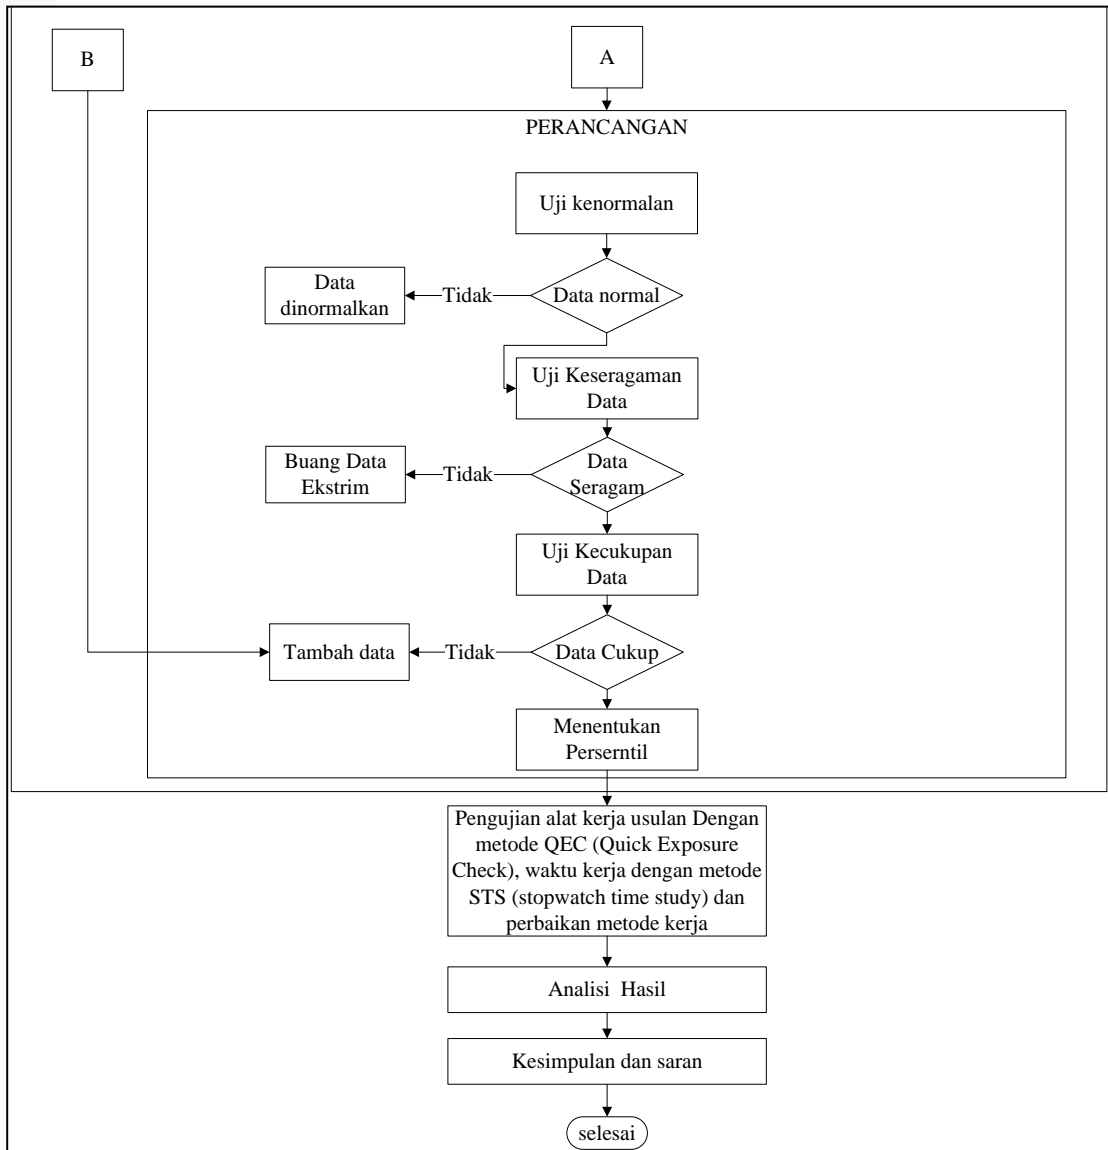 B
A
PERANCANGAN
Uji kenormalan
Data
dinormalkan
Tidak
Data normal
Uji Keseragaman
Data
Buang Data
Ekstrim
Tidak
Data
Seragam
Uji Kecukupan
Data
Tambah data
Tidak
Data Cukup
Menentukan
Perserntil
Pengujian alat kerja usulan Dengan
metode QEC (Quick Exposure
Check), waktu kerja dengan metode
STS (stopwatch time study) dan
perbaikan metode kerja
Analisi  Hasil
Kesimpulan dan saran
selesai